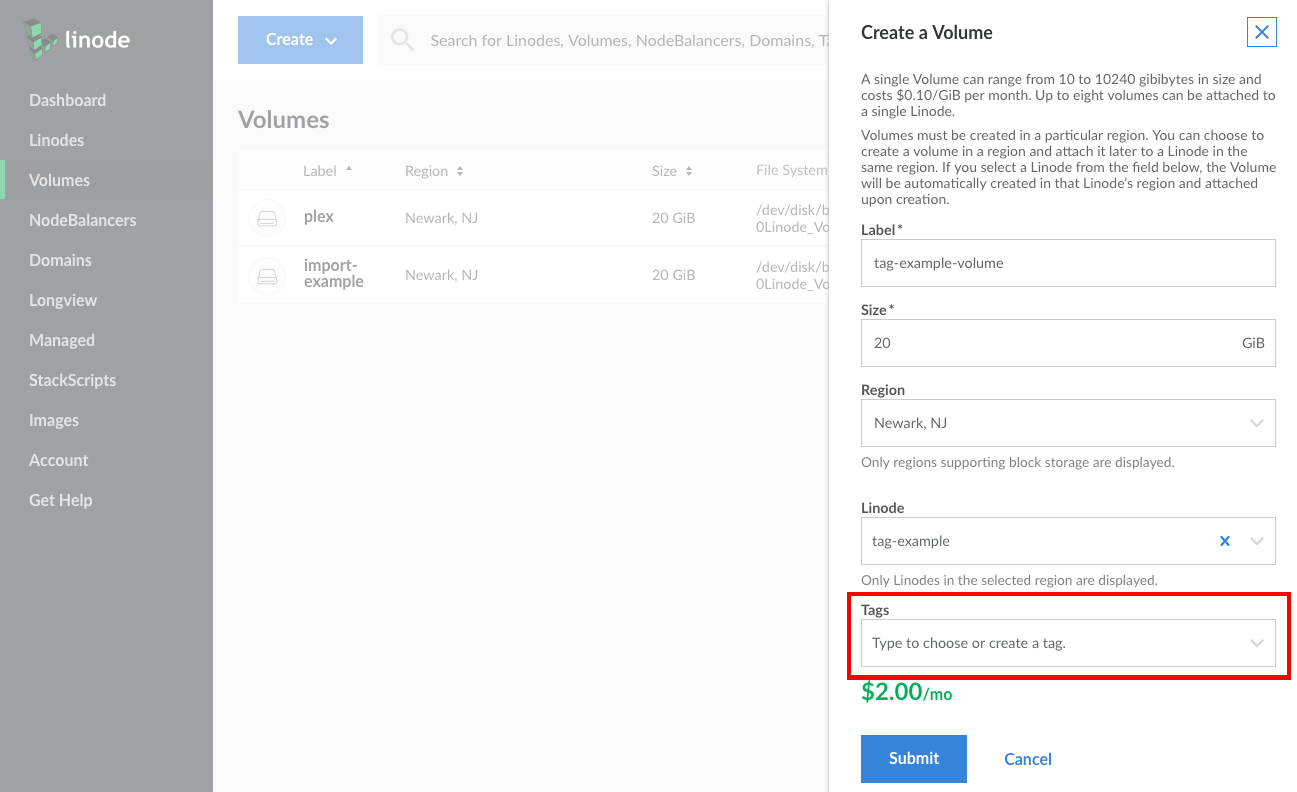 linode
Dashboard
Linodes
Volumes
NodeBalancers
Domains
Longview
Managed
StackScripts
Images
Account
Get Help
Create
Search for Linodes, Volumes, NodeBalancers, Domains,
Volumes
Label Region Size File System
plex Newark, NJ 20 GiB /dev/disk/b
0Linode_Vo
import-
example Newark, NJ 20 GiB /dev/disk/b
0Linode_Vo
Create a Volume
A single Volume can range from 10 to 10240 gibibytes in size and
costs $0.10/GiB per month. Up to eight volumes can be attached to
a single Linode.
Volumes must be created in a particular region. You can choose to
create a volume in a region and attach it later to a Linode in the
same region. If you select a Linode from the field below, the Volume
will be automatically created in that Linode's region and attached
upon creation.
Label*
tag-example-volume
Size*
20 GiB
Region
Newark, NJ
Only regions supporting block storage are displayed.
Linode
tag-example
Only Linodes in the selected region are displayed.
Tags
Type to choose or create a tag.
$2.00/mo
Submit Cancel